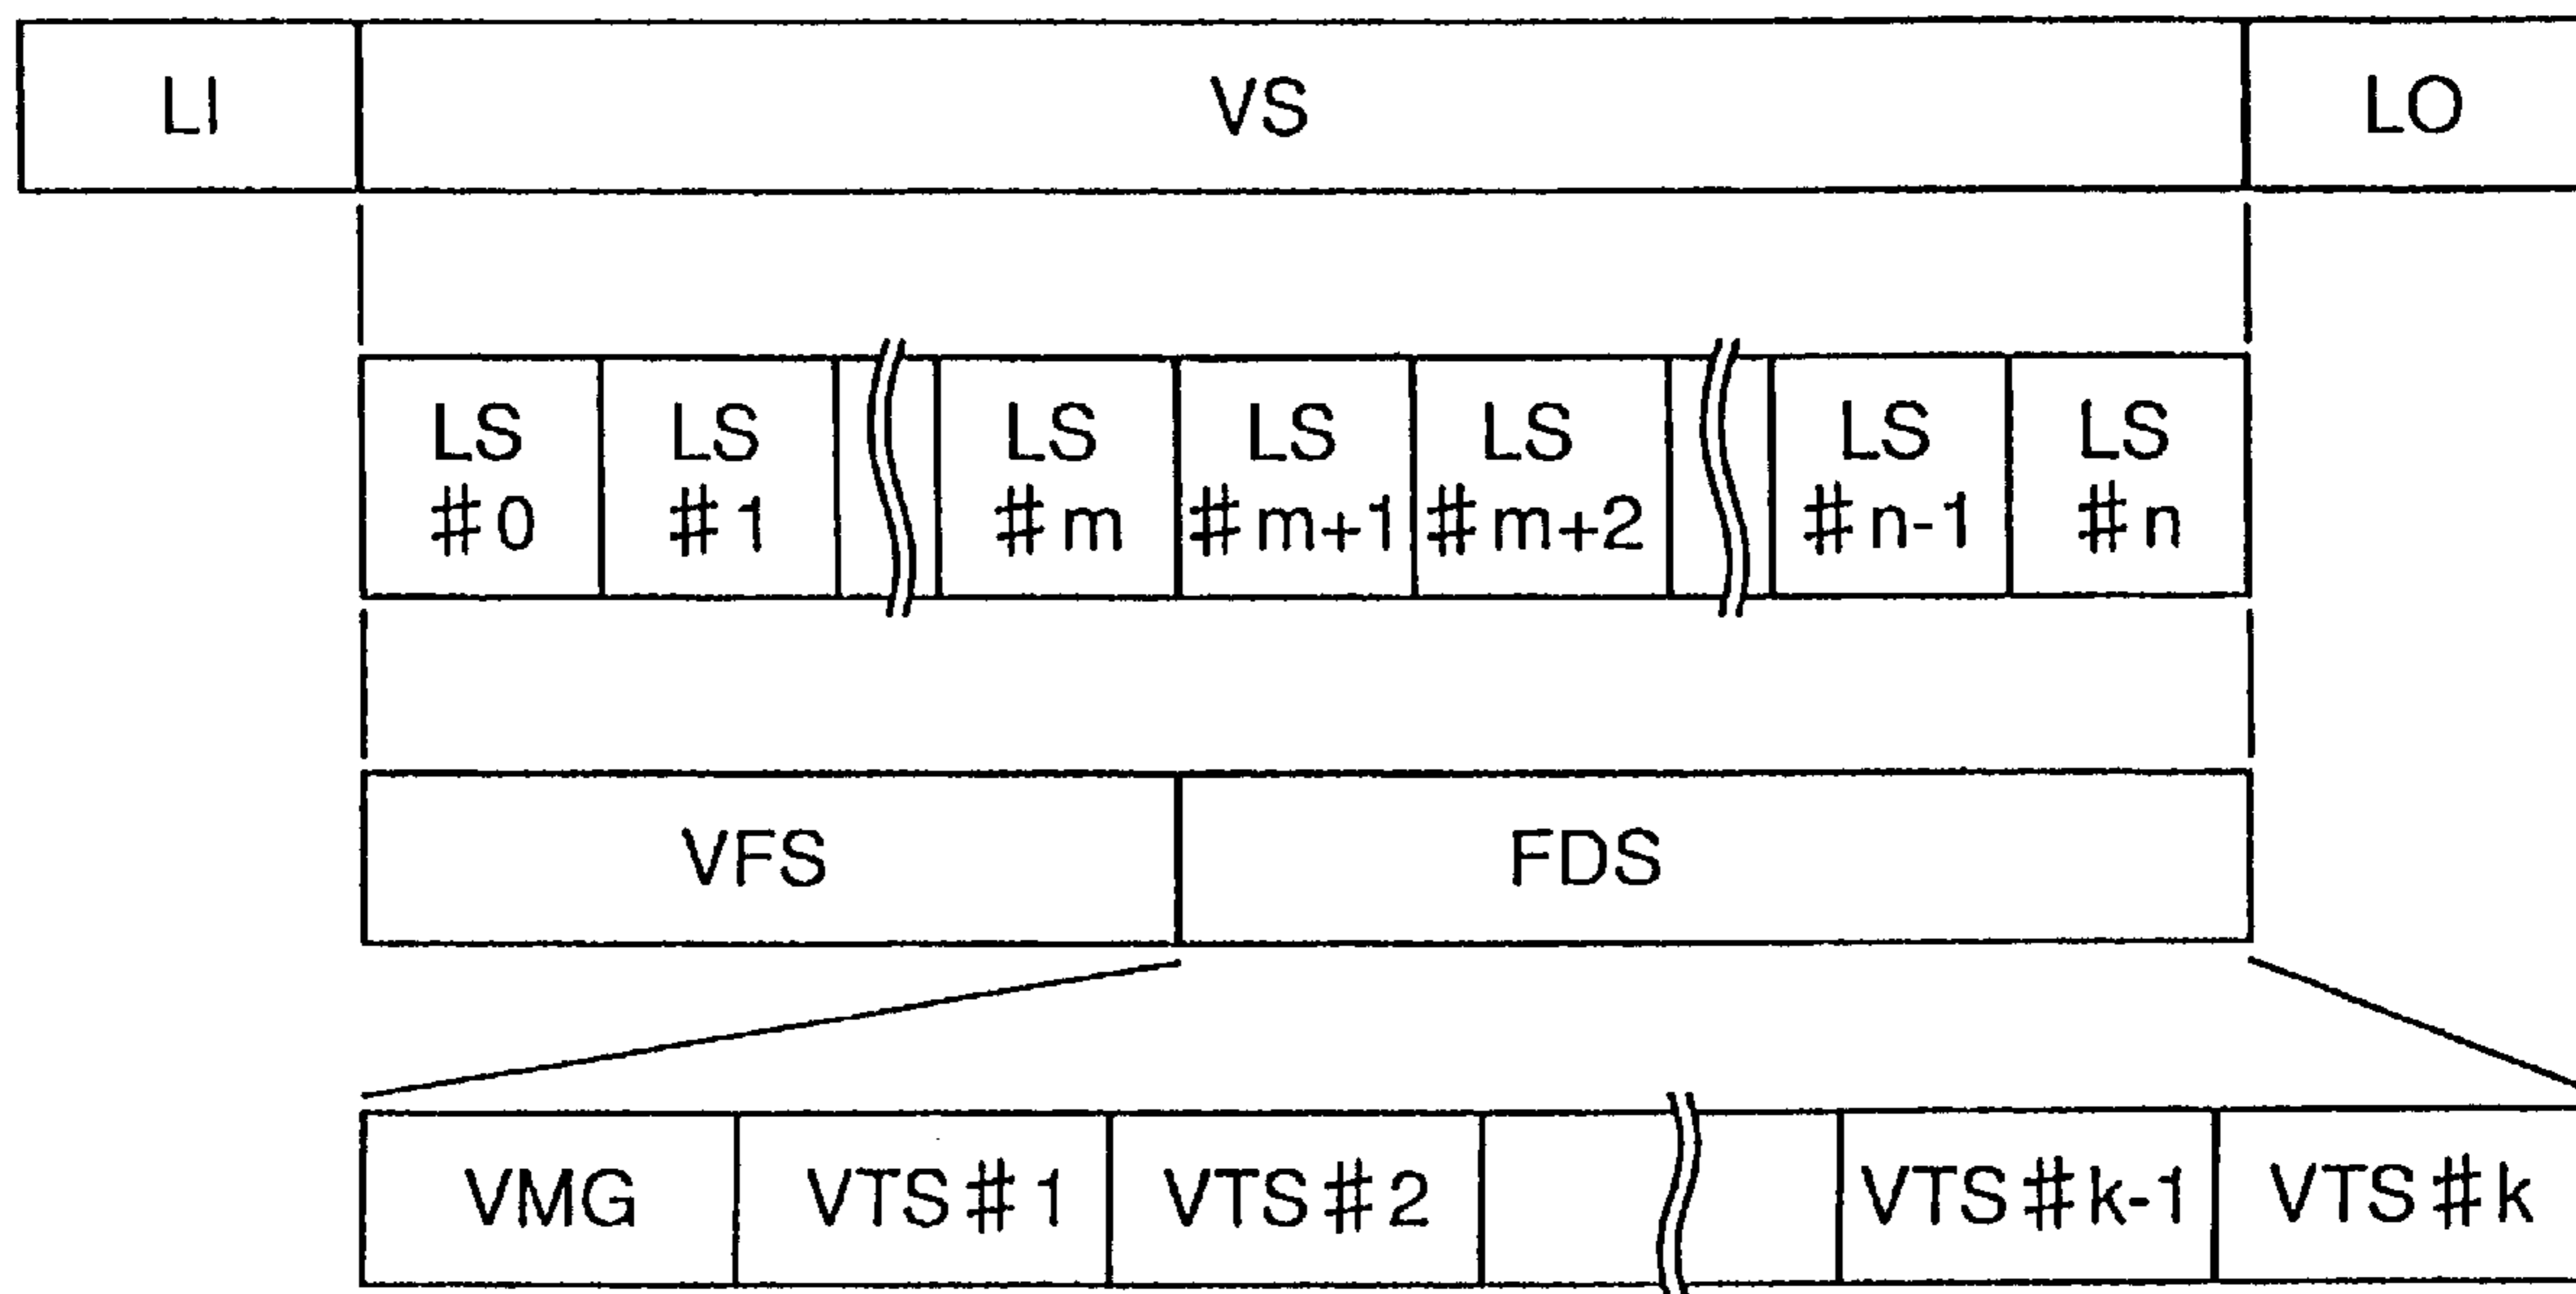 LI VS LO
LS LS LS LS LS LS LS
#0 #1 #m #m+1 #m+2 #n-1 #n
VFS FDS
VMG VTS#1 VTS#2 VTS#k-1 VTS#k